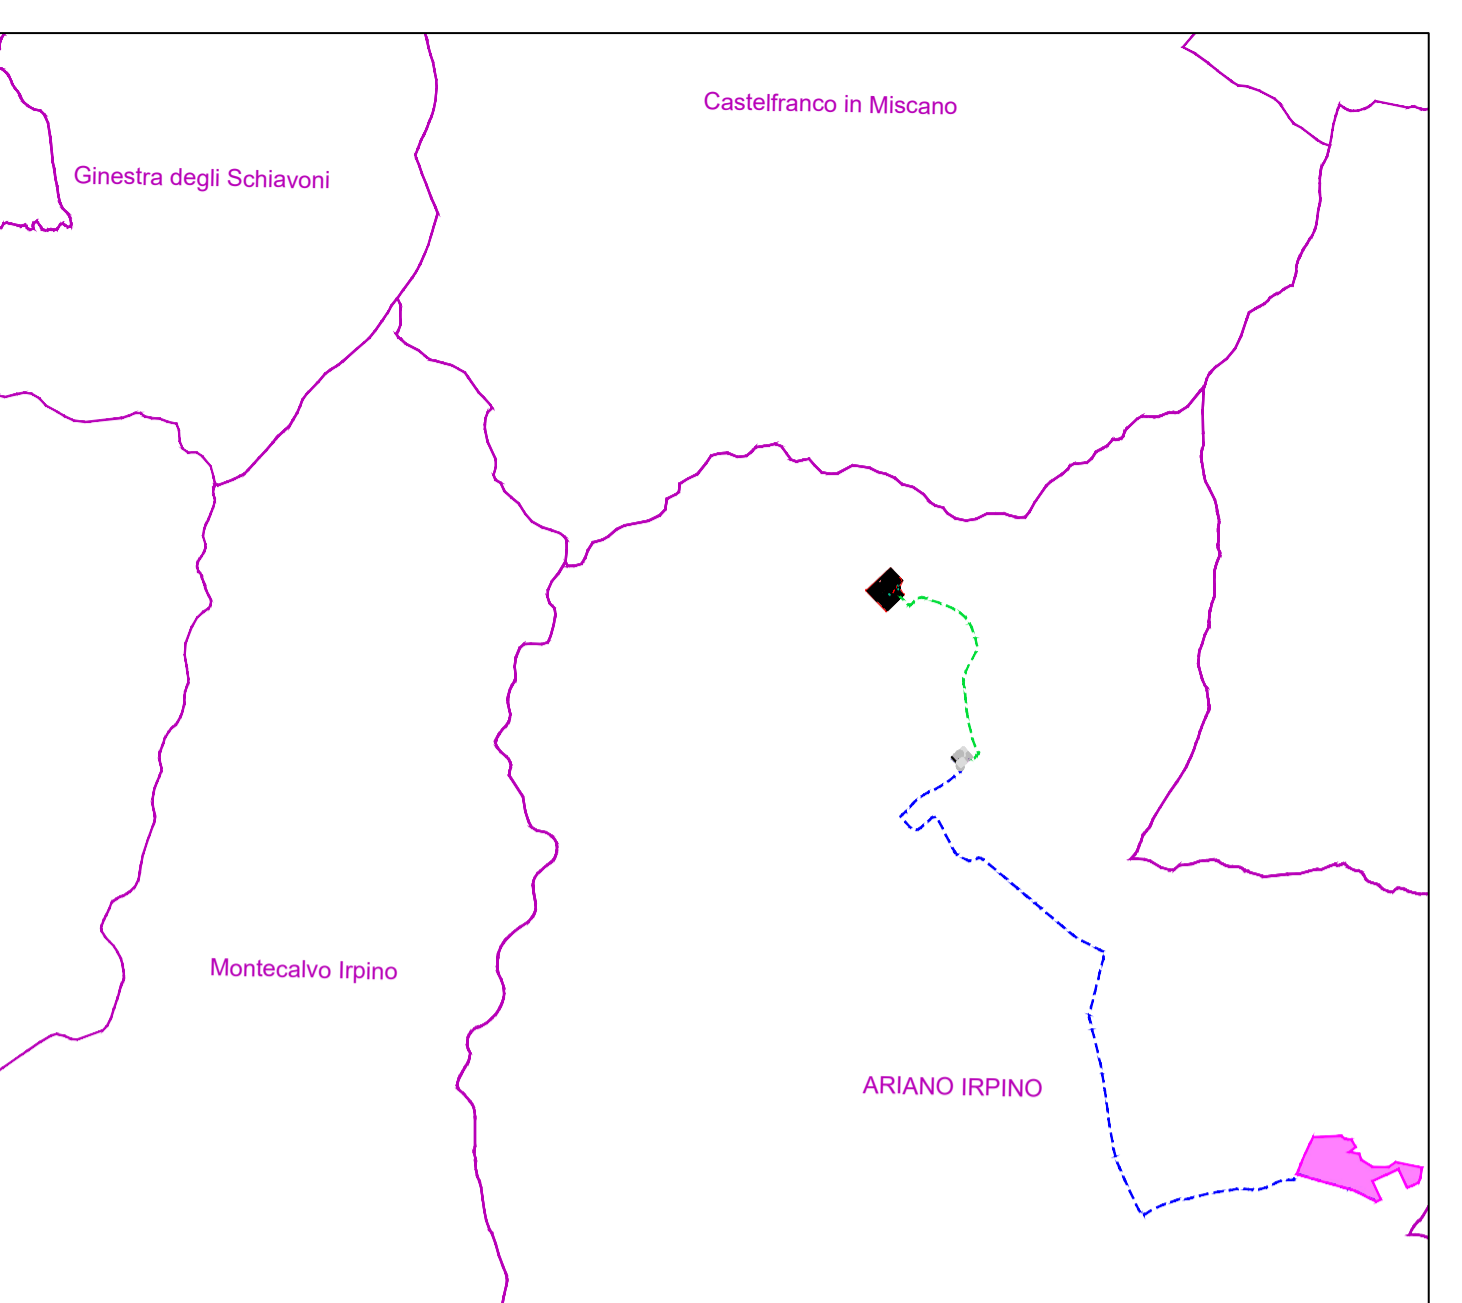 Castelfranco in Miscano
Ginestra degli Schiavoni
Montecalvo Irpino
ARIANO IRPINO